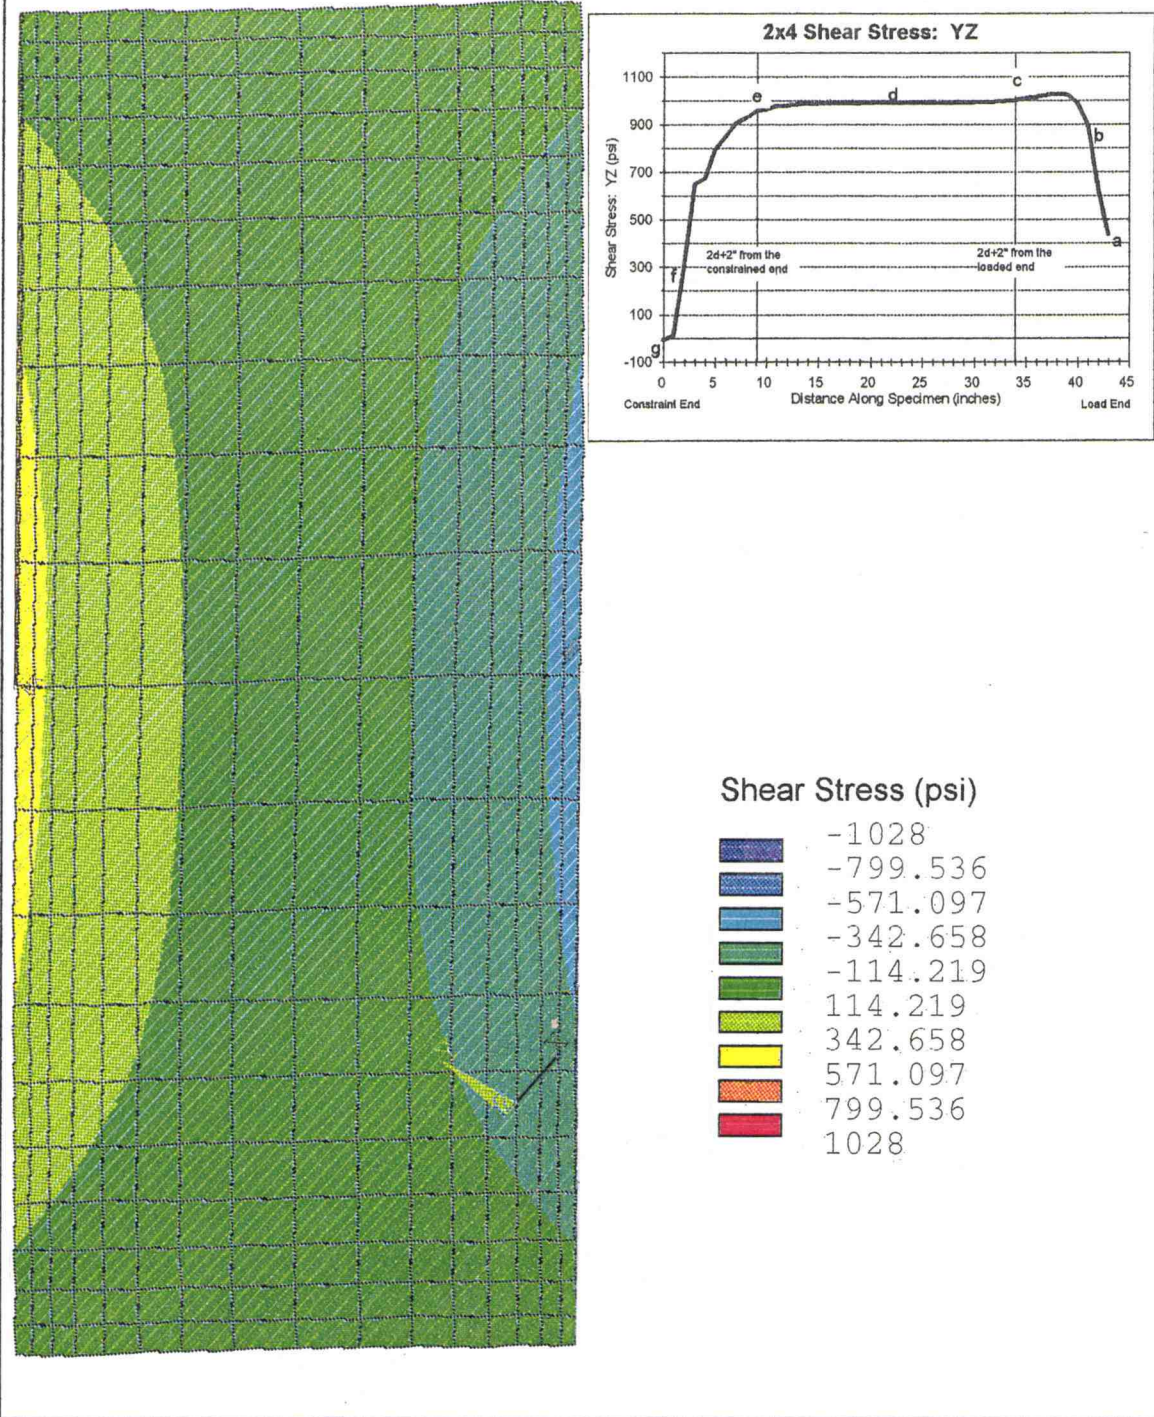 2x4 Shear Stress: YZ
Shear Stress: YZ (psi)
1100
900
700
500
300
100
-100
e
d
c
b
a
f
g
2d+2" from the
constrained end
2d+2" from the
loaded end
0 5 10 15 20 25 30 35 40 45
Constraint End
Distance Along Specimen (inches)
Load End
Shear Stress (psi)
-1028
-799.536
-571.097
-342.658
-114.219
114.219
342.658
571.097
799.536
1028